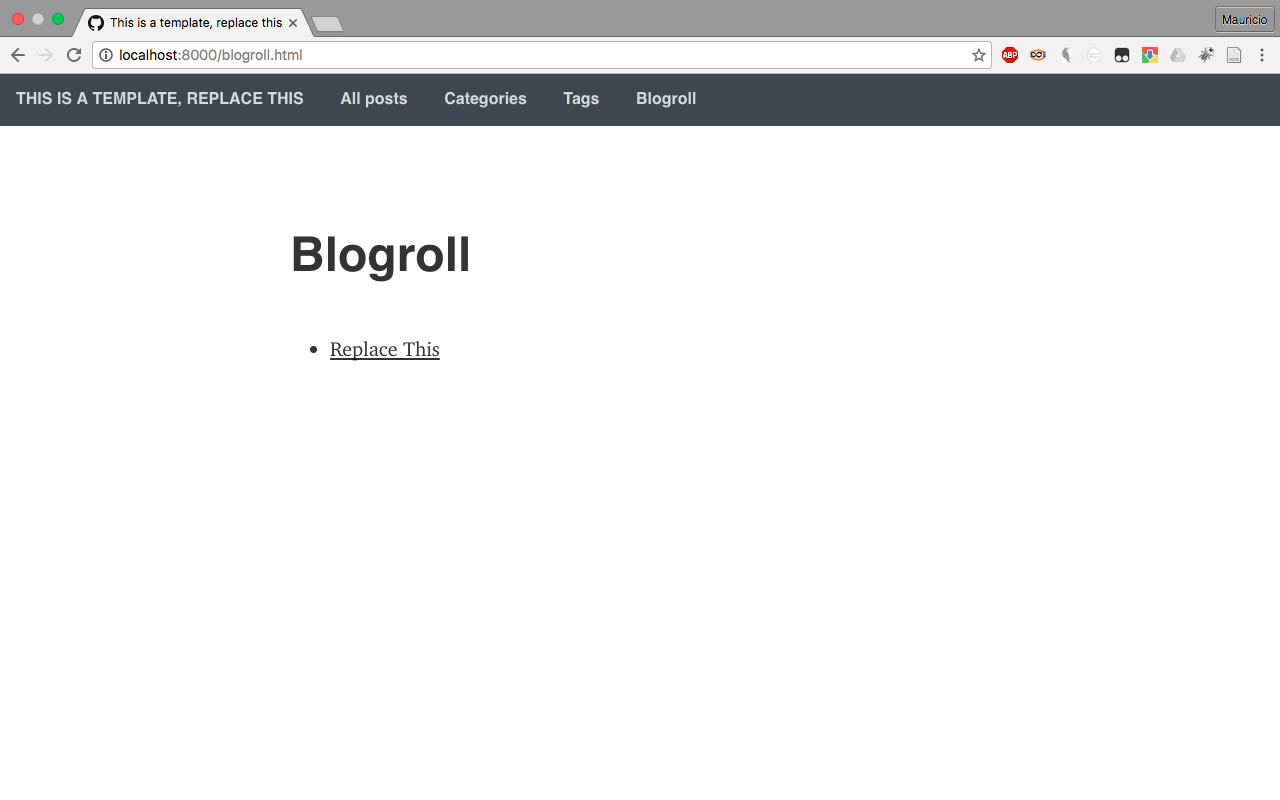 This is a template, replace this
Mauricio
localhost:8000/blogroll.html
ABP
THIS IS A TEMPLATE, REPLACE THIS All posts Categories Tags Blogroll
Blogroll
Replace This